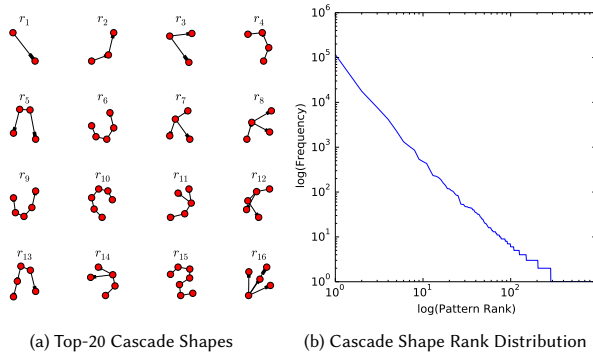 r1 r2 r3 r4
r5 r6 r7 r8
r9 r10 r11 r12
r13 r14 r15 r16
(a) Top-20 Cascade Shapes
10^6
10^5
10^4
10^3
10^2
10^1
10^0
log(Frequency)
10^0 10^1 10^2
log(Pattern Rank)
(b) Cascade Shape Rank Distribution